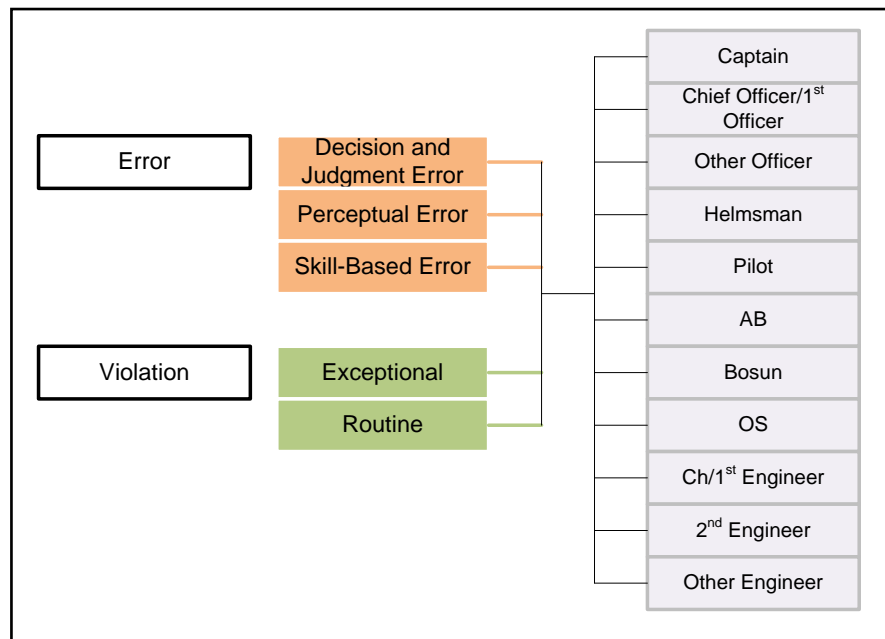 Error
Decision and
Judgment Error
Perceptual Error
Skill-Based Error
Violation
Exceptional
Routine
Captain
Chief Officer/1st
Officer
Other Officer
Helmsman
Pilot
AB
Bosun
OS
Ch/1st Engineer
2nd Engineer
Other Engineer